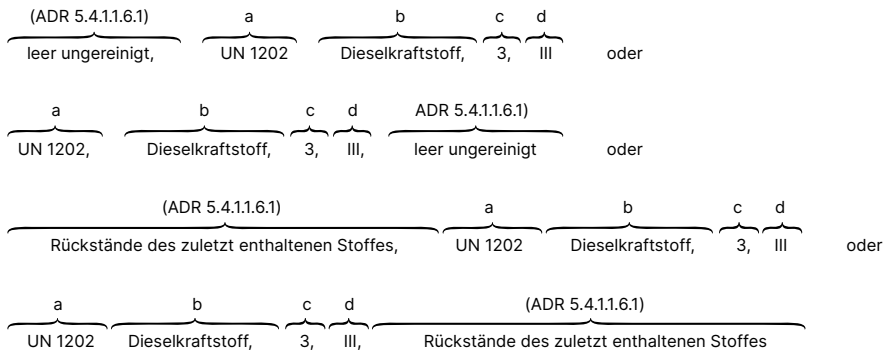 (ADR 5.4.1.1.6.1) a b c d
leer ungereinigt, UN 1202 Dieselkraftstoff, 3, III oder
a b c d ADR 5.4.1.1.6.1)
UN 1202, Dieselkraftstoff, 3, III, leer ungereinigt oder
(ADR 5.4.1.1.6.1) a b c d
Rückstände des zuletzt enthaltenen Stoffes, UN 1202 Dieselkraftstoff, 3, III oder
a b c d (ADR 5.4.1.1.6.1)
UN 1202 Dieselkraftstoff, 3, III, Rückstände des zuletzt enthaltenen Stoffes